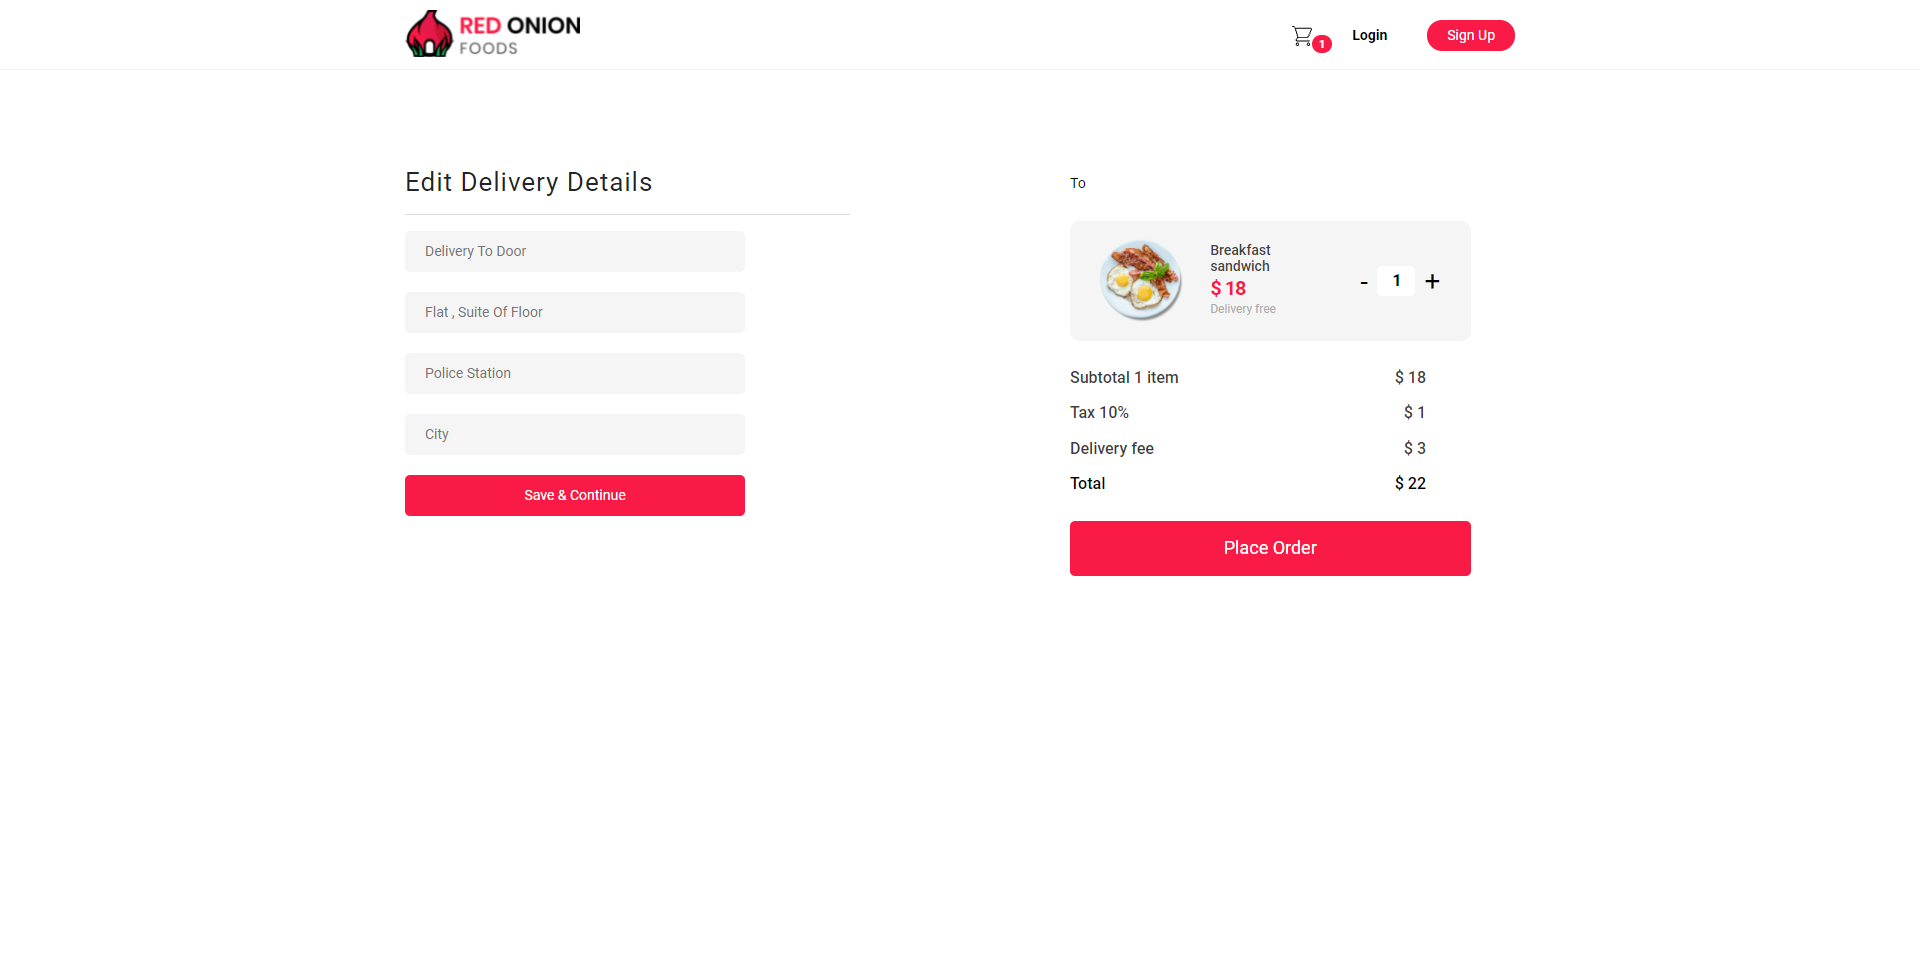 RED ONION
FOODS
1
Login
Sign Up
Edit Delivery Details
Delivery To Door
Flat , Suite Of Floor
Police Station
City
Save & Continue
To
Breakfast
sandwich
$ 18
Delivery free
- 1 +
Subtotal 1 item $ 18
Tax 10% $ 1
Delivery fee $ 3
Total $ 22
Place Order